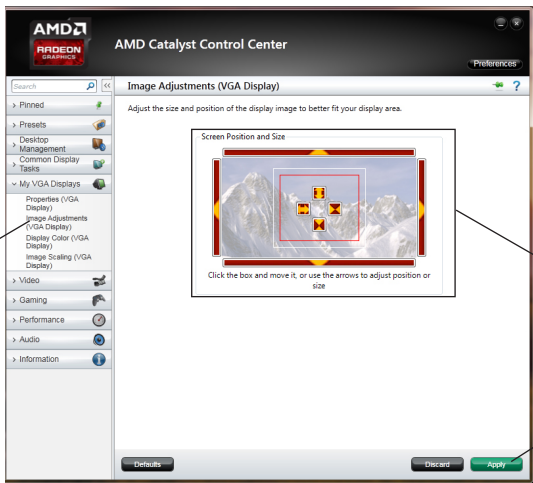 AMD
RADEON
GRAPHICS
AMD Catalyst Control Center
Preferences
Search
<<
Image Adjustments (VGA Display)
?
Adjust the size and position of the display image to better fit your display area.
> Pinned
> Presets
> Desktop
Management
> Common Display
Tasks
My VGA Displays
Properties (VGA
Display)
Image Adjustments
(VGA Display)
Display Color (VGA
Display)
Image Scaling (VGA
Display)
> Video
> Gaming
> Performance
> Audio
> Information
Screen Position and Size
Click the box and move it, or use the arrows to adjust position or
size
Defaults
Discard
Apply